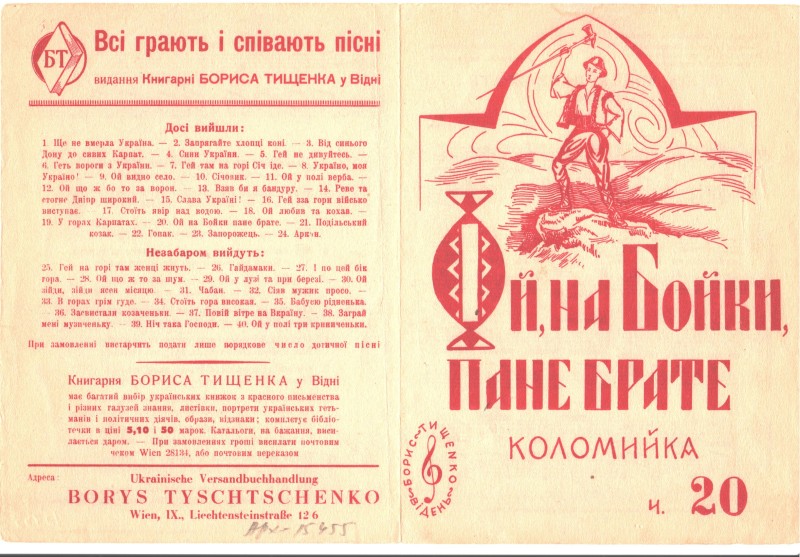 БТ
Всі грають і співають пісні
видання Книгарні БОРИСА ТИЩЕНКА у Відні
Досі вийшли:
1. Ще не вмерла Україна. — 2. Запрягайте хлопці коні. — 3. Від синього
Дону до сивих Карпат. — 4. Сини України. — 5. Гей не дивуйтесь. —
6. Геть вороги з України. — 7. Гей там на горі Січ іде. — 8. Україно, моя
Україно! — 9. Ой видно село. — 10. Січовик. — 11. Ой у полі верба. —
12. Ой що ж бо то за ворон. — 13. Взяв би я бандуру. — 14. Реве та
стогне Дніпр широкий. — 15. Слава Україні! — 16. Гей зза гори військо
виступає. — 17. Стоїть явір над водою. — 18. Ой любив та кохав. —
19. У горах Карпатах. — 20. Ой на Бойки пане брате. — 21. Подільський
козак. — 22. Гопак. — 23. Запорожець. — 24. Аркан.
Незабаром вийдуть:
25. Гей на горі там женці жнуть. — 26. Гайдамаки. — 27. І по цей бік
гора. — 28. Ой що ж то за шум. — 29. Ой у лузі та при березі. — 30. Ой
зійди, зійди ясен місяцю. — 31. Чабан. — 32. Сіяв мужик просо. —
33. В горах грім гуде. — 34. Стоїть гора висока. — 35. Бабусю рідненька.
— 36. Засвистали козаченьки. — 37. Повій вітре на Вкраїну. — 38. Заграй
мені музиченьку. — 39. Ніч така Господи. — 40. Ой у полі три криниченьки.
При замовленні вистарчить подати лише порядкове число дотичної пісні
Книгарня БОРИСА ТИЩЕНКА у Відні
має багатий вибір українських книжок з красного письменства
і різних галузей знання, листівки, портрети українських геть-
манів і політичних діячів, образи, відзнаки; комплетує бібліо-
течки в ціні 5, 10 і 50 марок. Катальоги, на бажання, ви-
силається даром. — При замовленнях гроші висилати почтовим
чеком Wien 28134, або почтовим переказом
Адреса: Ukrainische Versandbuchhandlung
BORYS TYSCHTSCHENKO
Wien, IX., Liechtensteinstraße 126
Арх-15455
Ой, на Бойки,
пане брате
КОЛОМИЙКА
БОРИС ТИЩЕНКО ВІДЕНЬ
ч. 20